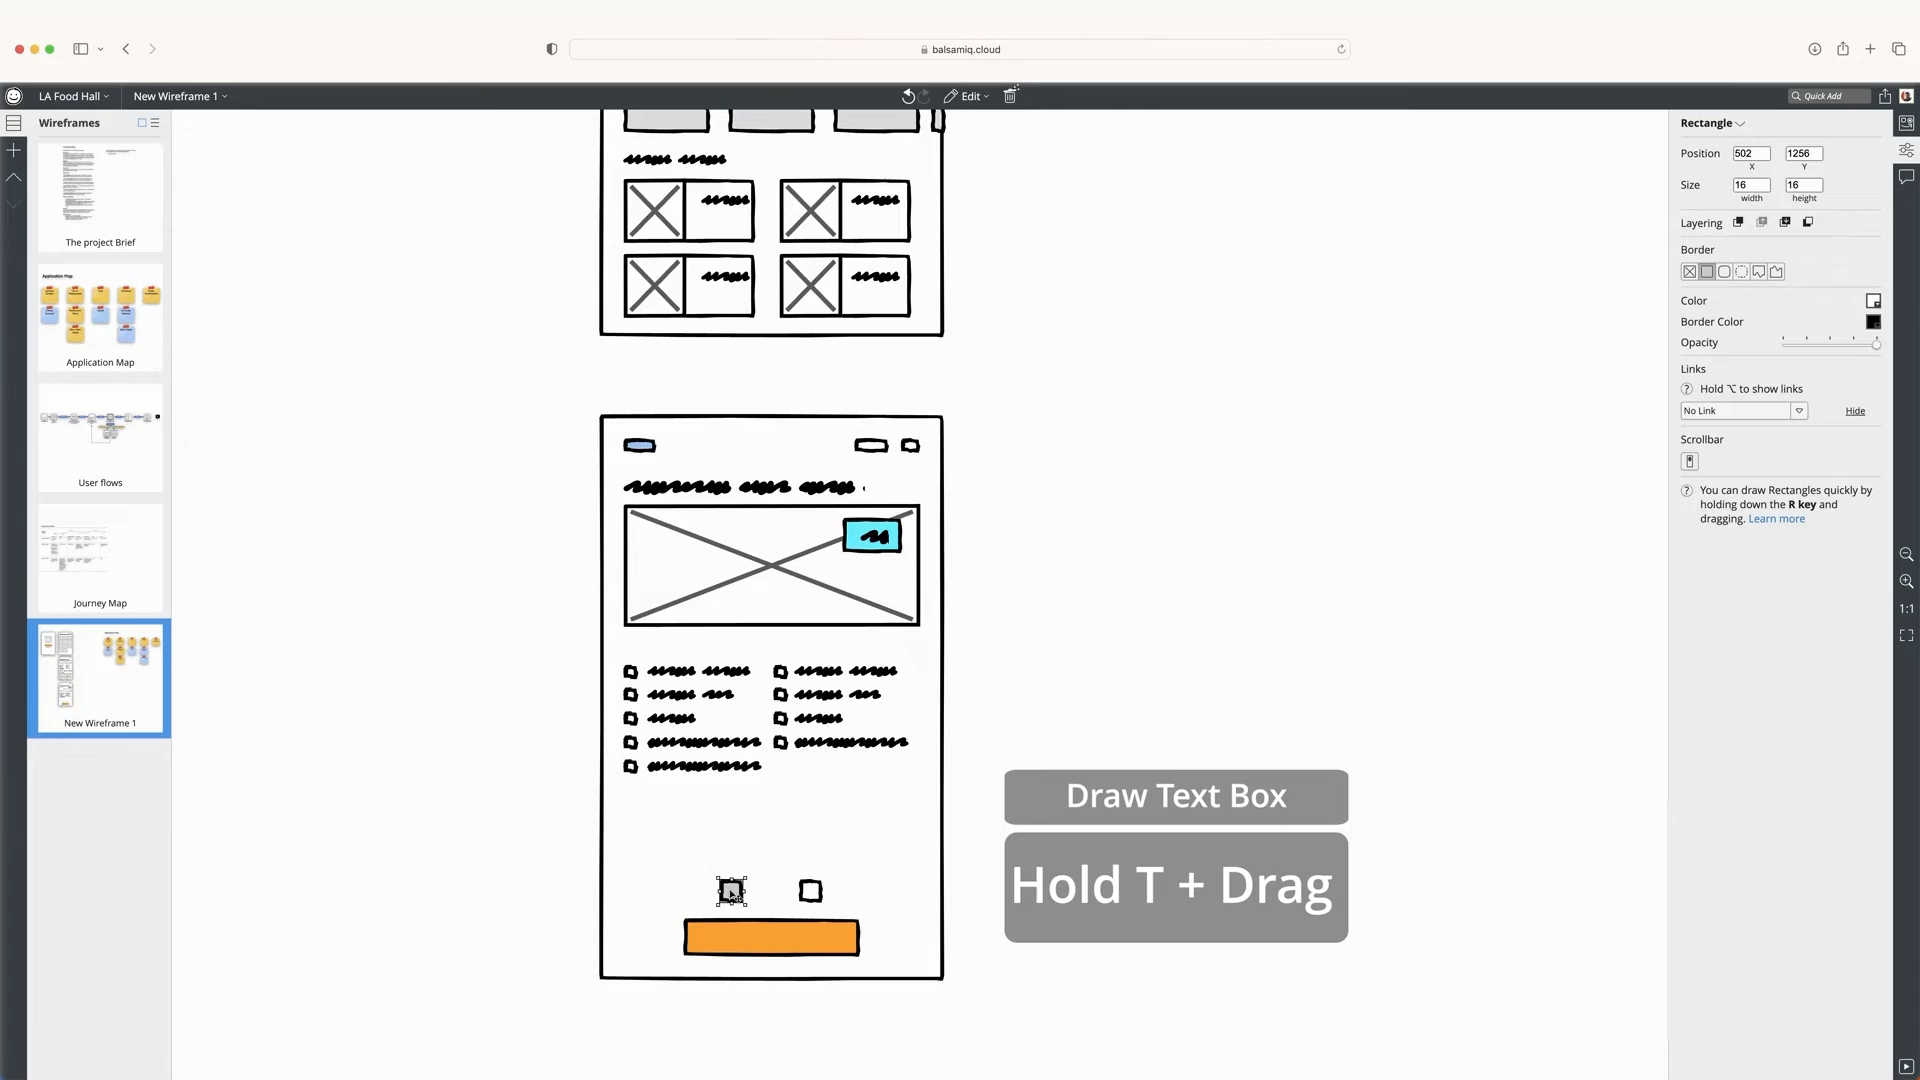 balsamiq.cloud
LA Food Hall
New Wireframe 1
Edit
Quick Add
Wireframes
The project Brief
Application Map
Application Map
User flows
Journey Map
New Wireframe 1
Rectangle
Position 502 1256
X Y
Size 16 16
width height
Layering
Border
Color
Border Color
Opacity
Links
? Hold ⌥ to show links
No Link Hide
Scrollbar
? You can draw Rectangles quickly by
holding down the R key and
dragging. Learn more
1:1
Draw Text Box
Hold T + Drag